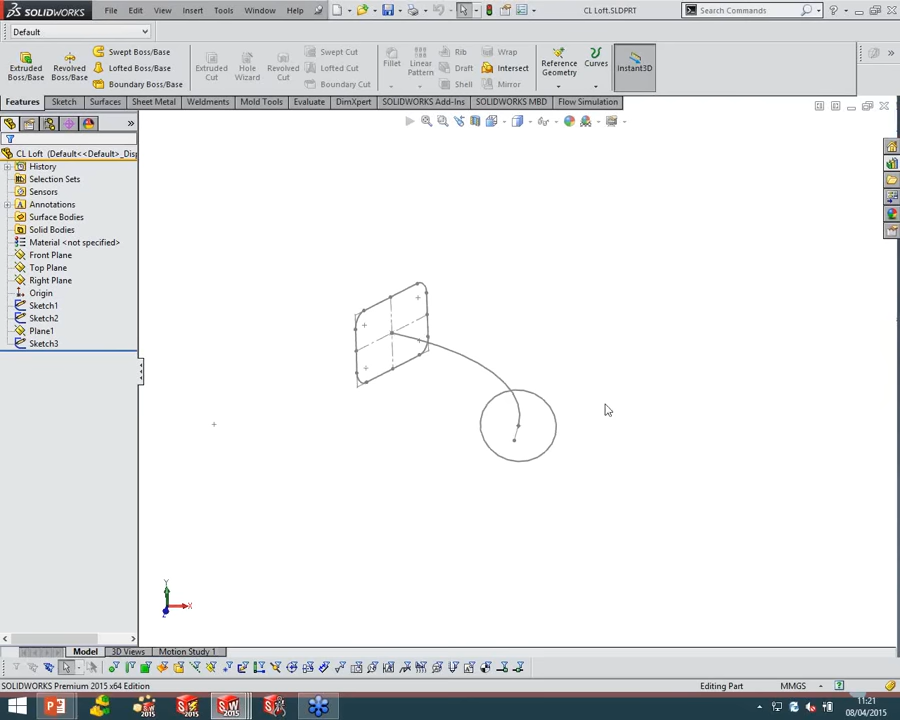 SOLIDWORKS
File Edit View Insert Tools Window Help
CL Loft.SLDPRT
Search Commands
Default
Extruded Boss/Base
Revolved Boss/Base
Swept Boss/Base
Lofted Boss/Base
Boundary Boss/Base
Extruded Cut
Hole Wizard
Revolved Cut
Swept Cut
Lofted Cut
Boundary Cut
Fillet
Linear Pattern
Rib
Draft
Shell
Wrap
Intersect
Mirror
Reference Geometry
Curves
Instant3D
Features Sketch Surfaces Sheet Metal Weldments Mold Tools Evaluate DimXpert SOLIDWORKS Add-Ins SOLIDWORKS MBD Flow Simulation
CL Loft (Default<<Default>_Disp
History
Sensors
Selection Sets
Annotations
Surface Bodies
Solid Bodies
Material <not specified>
Front Plane
Top Plane
Right Plane
Origin
Sketch1
Sketch2
Plane1
Sketch3
Y
X
Z
Model 3D Views Motion Study 1
SOLIDWORKS Premium 2015 x64 Edition
Editing Part
MMGS
11:21
08/04/2015